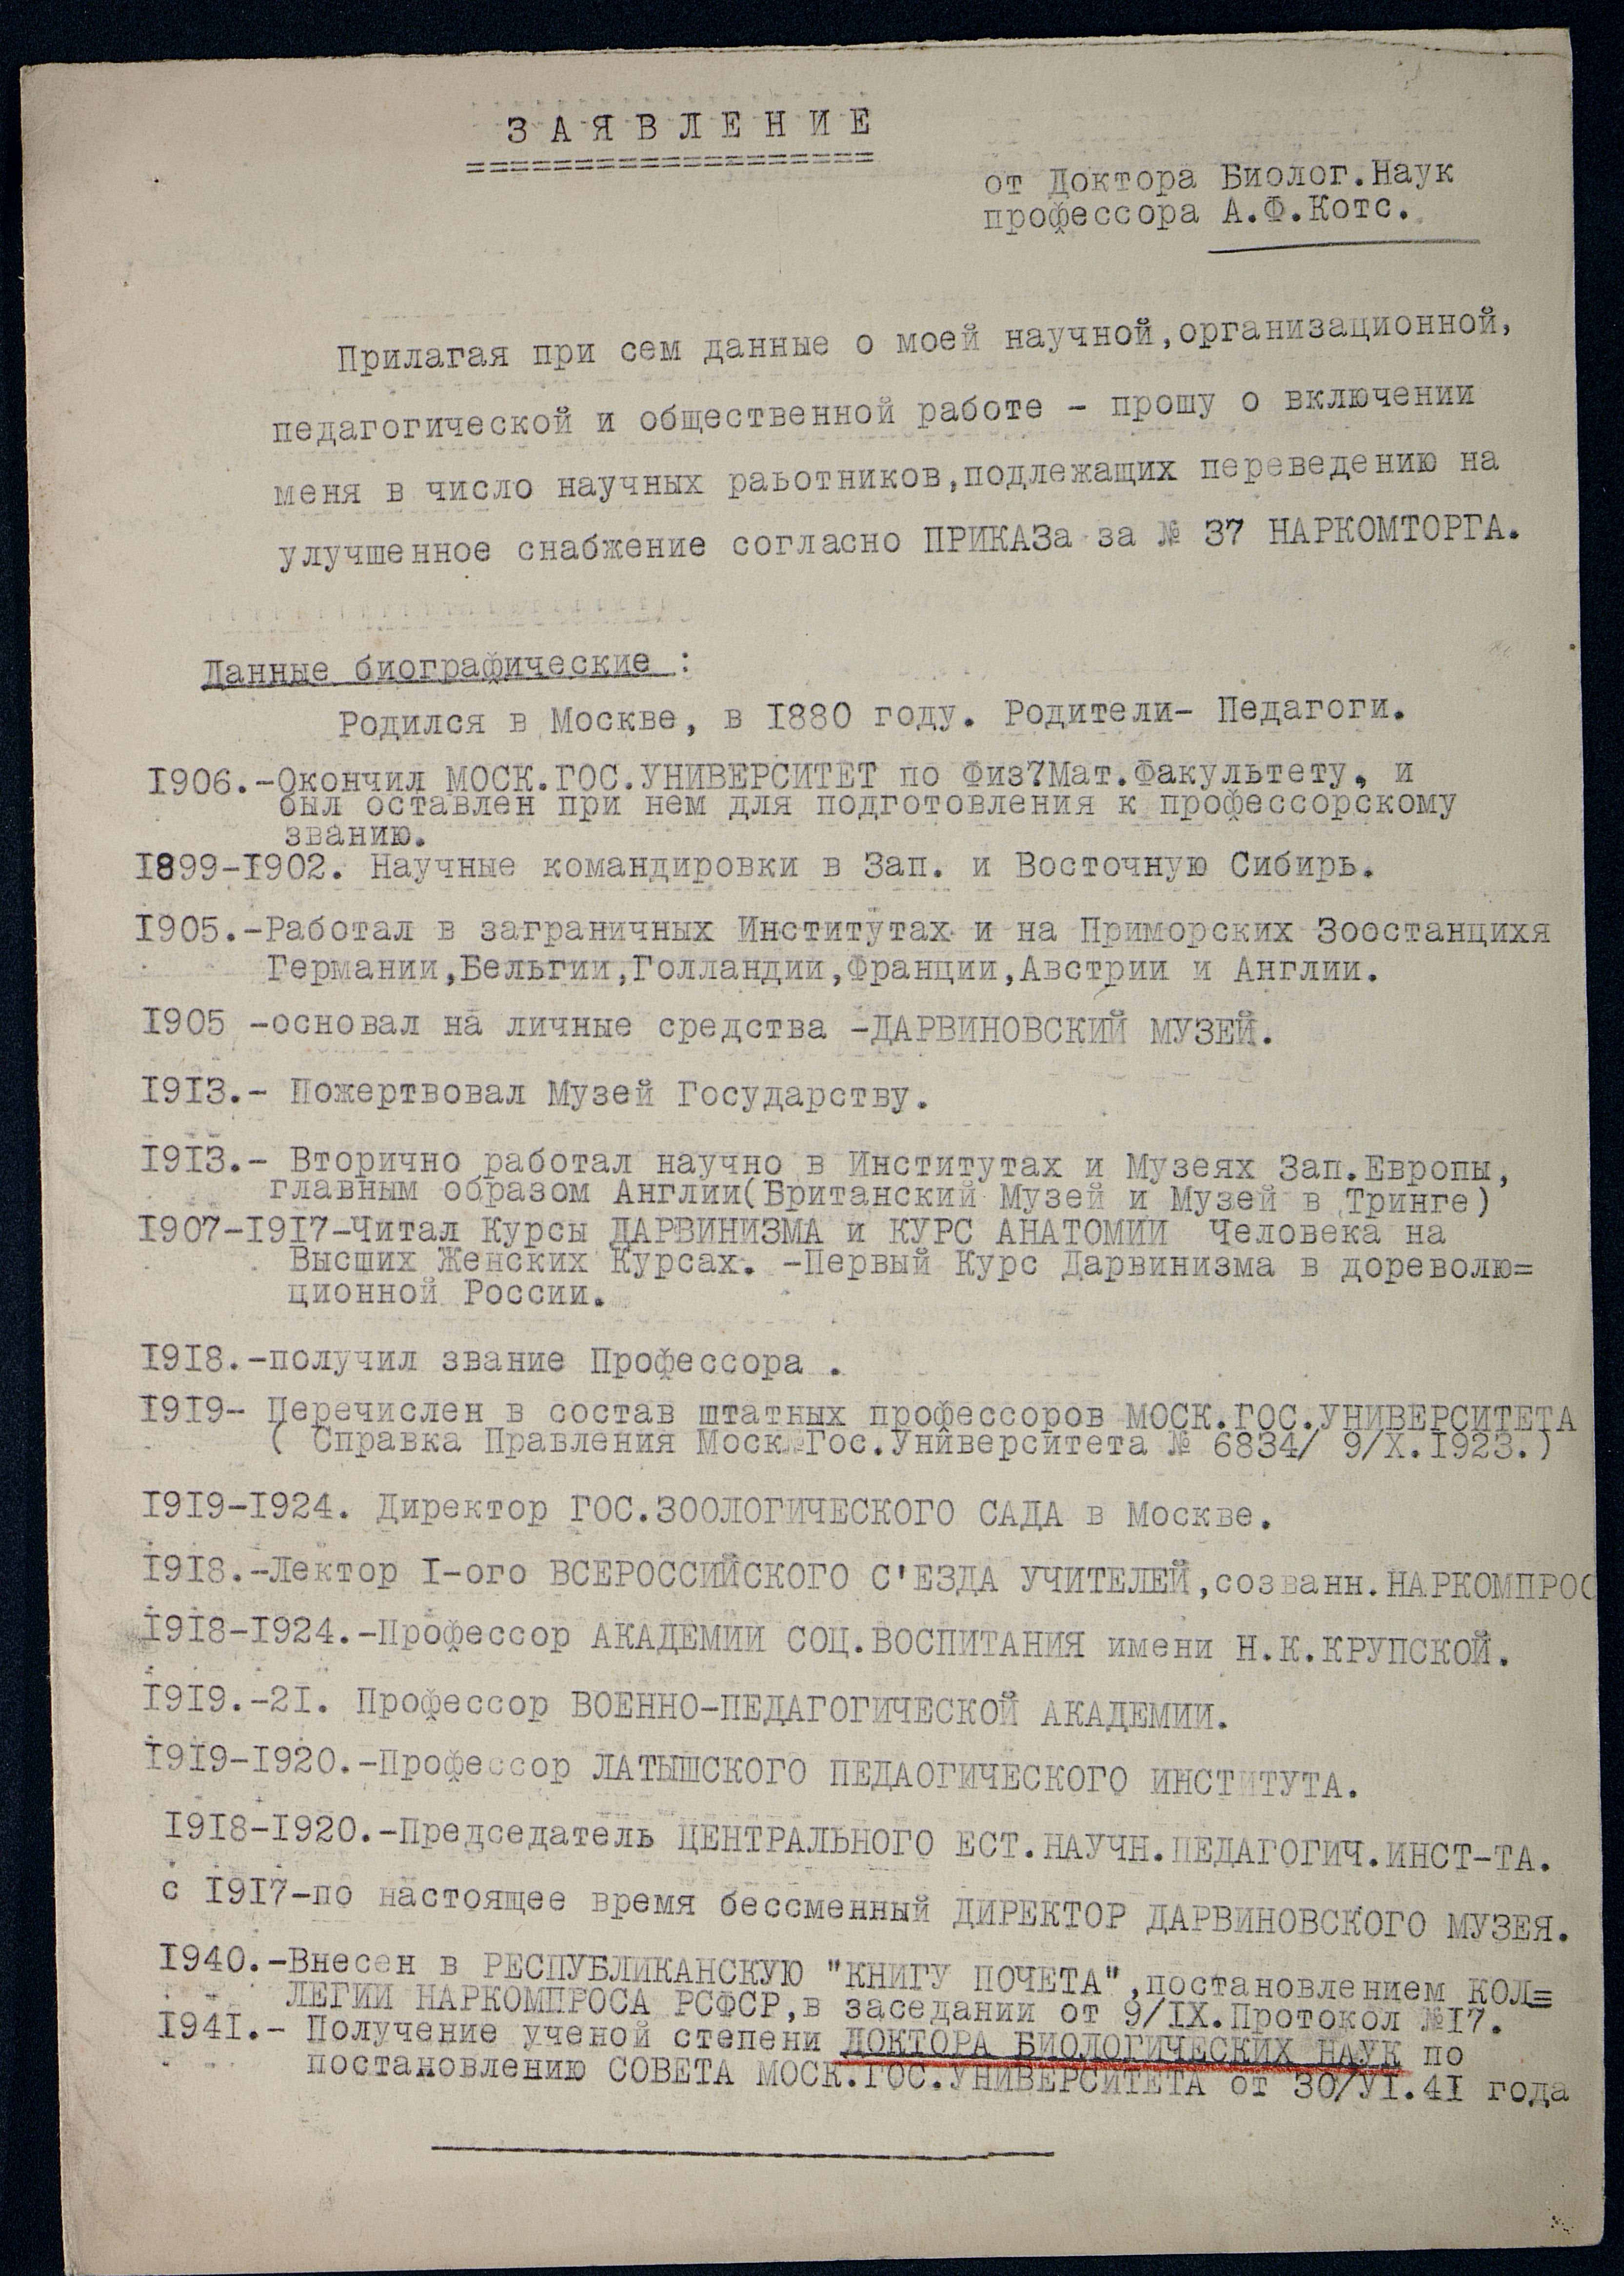 ЗАЯВЛЕНИЕ
от Доктора Биолог.Наук
профессора А.Ф.Котс.
Прилагая при сем данные о моей научной,организационной,
педагогической и общественной работе - прошу о включении
меня в число научных раьотников,подлежащих переведению на
улучшенное снабжение согласно ПРИКАЗа за № 37 НАРКОМТОРГА.
Данные биографические :
Родился в Москве, в 1880 году. Родители- Педагоги.
1906.-Окончил МОСК.ГОС.УНИВЕРСИТЕТ по Физ7Мат.Факультету, и
был оставлен при нем для подготовления к профессорскому
званию.
1899-1902. Научные командировки в Зап. и Восточную Сибирь.
1905.-Работал в заграничных Институтах и на Приморских Зоостанцихя
Германии,Бельгии,Голландии,Франции,Австрии и Англии.
1905 -основал на личные средства -ДАРВИНОВСКИЙ МУЗЕЙ.
1913.- Пожертвовал Музей Государству.
1913.- Вторично работал научно в Институтах и Музеях Зап.Европы,
главным образом Англии(Британский Музей и Музей в Тринге)
1907-1917-Читал Курсы ДАРВИНИЗМА и КУРС АНАТОМИИ Человека на
Высших Женских Курсах. -Первый Курс Дарвинизма в дореволю=
ционной России.
1918.-получил звание Профессора .
1919- Перечислен в состав штатных профессоров МОСК.ГОС.УНИВЕРСИТЕТА
( Справка Правления Моск.Гос.Университета № 6834/ 9/X.1923.)
1919-1924. Директор ГОС.ЗООЛОГИЧЕСКОГО САДА в Москве.
1918.-Лектор I-ого ВСЕРОССИЙСКОГО С'ЕЗДА УЧИТЕЛЕЙ,созванн.НАРКОМПРОС
1918-1924.-Профессор АКАДЕМИИ СОЦ.ВОСПИТАНИЯ имени Н.К.КРУПСКОЙ.
1919.-21. Профессор ВОЕННО-ПЕДАГОГИЧЕСКОЙ АКАДЕМИИ.
1919-1920.-Профессор ЛАТЫШСКОГО ПЕДАОГИЧЕСКОГО ИНСТИТУТА.
1918-1920.-Председатель ЦЕНТРАЛЬНОГО ЕСТ.НАУЧН.ПЕДАГОГИЧ.ИНСТ-ТА.
с 1917-по настоящее время бессменный ДИРЕКТОР ДАРВИНОВСКОГО МУЗЕЯ.
1940.-Внесен в РЕСПУБЛИКАНСКУЮ "КНИГУ ПОЧЕТА",постановлением КОЛ=
ЛЕГИИ НАРКОМПРОСА РСФСР,в заседании от 9/IX.Протокол №17.
1941.- Получение ученой степени ДОКТОРА БИОЛОГИЧЕСКИХ НАУК по
постановлению СОВЕТА МОСК.ГОС.УНИВЕРСИТЕТА от 30/УI.41 года